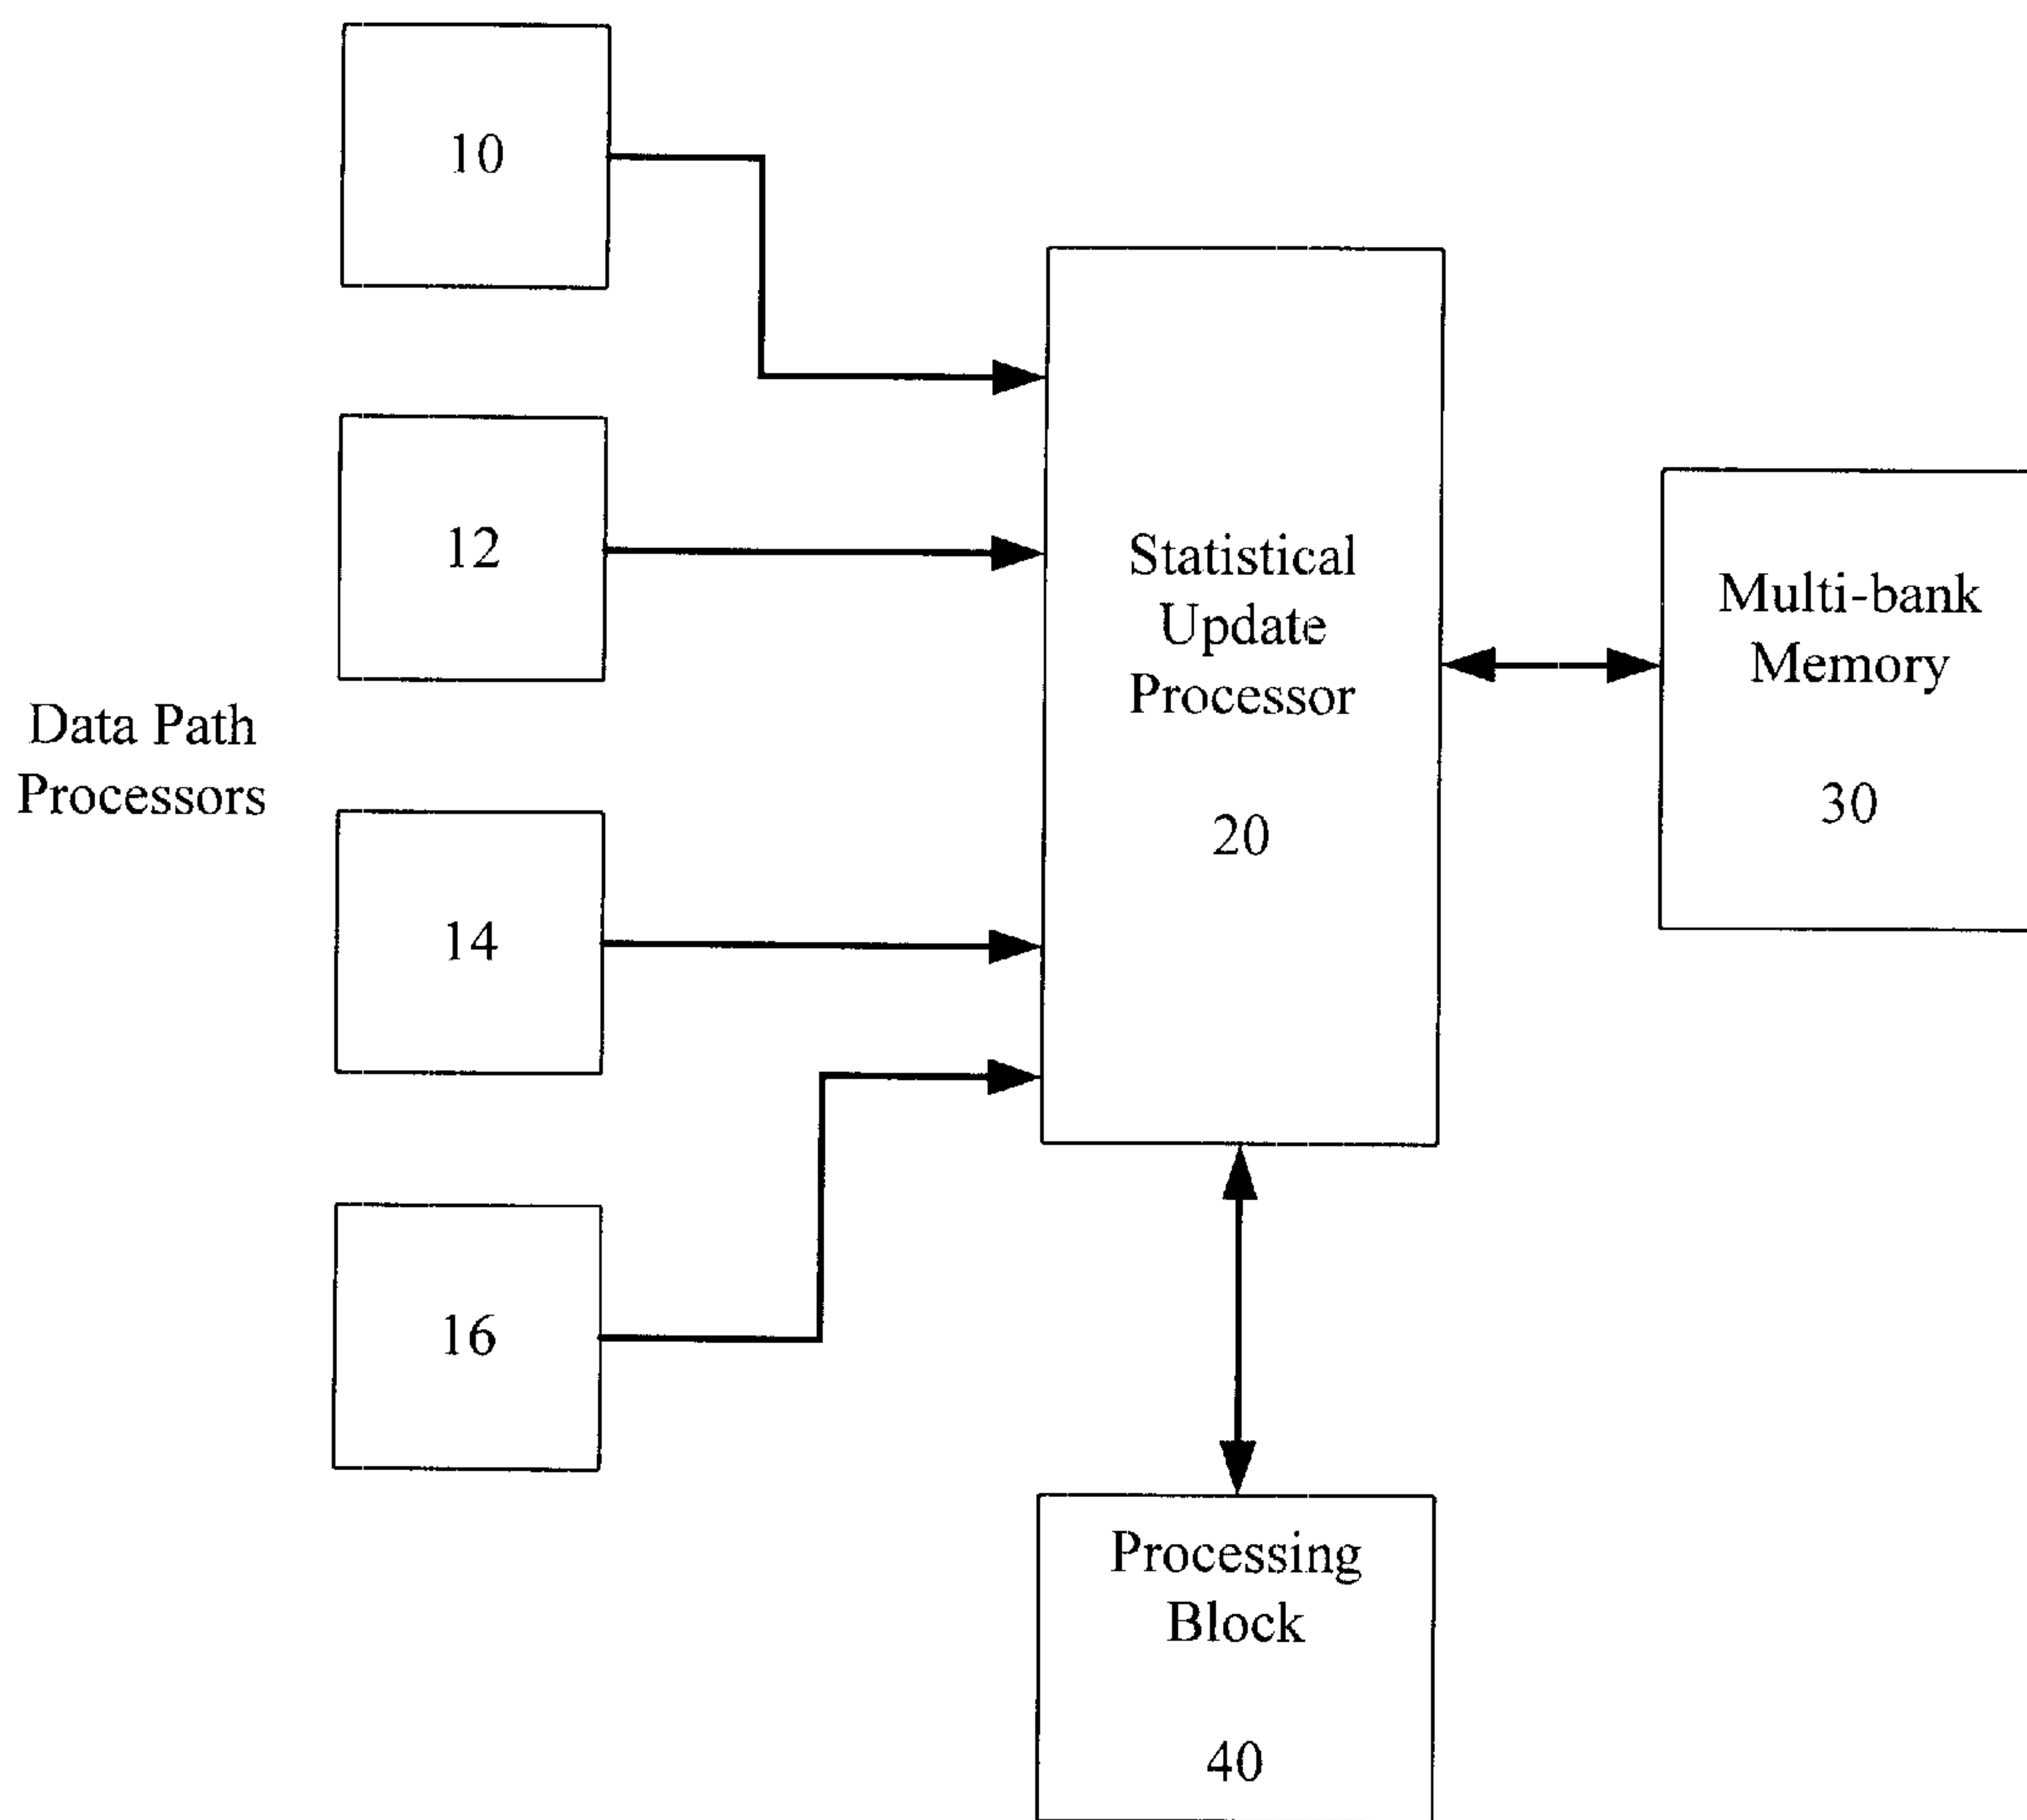 10
12
Data Path
Processors
14
16
Statistical
Update
Processor
20
Multi-bank
Memory
30
Processing
Block
40